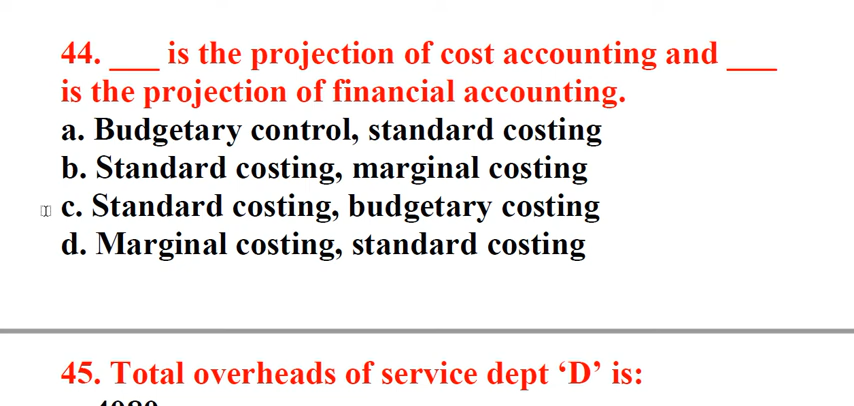 44. ___ is the projection of cost accounting and ___
is the projection of financial accounting.
a. Budgetary control, standard costing
b. Standard costing, marginal costing
c. Standard costing, budgetary costing
d. Marginal costing, standard costing
45. Total overheads of service dept ‘D’ is: